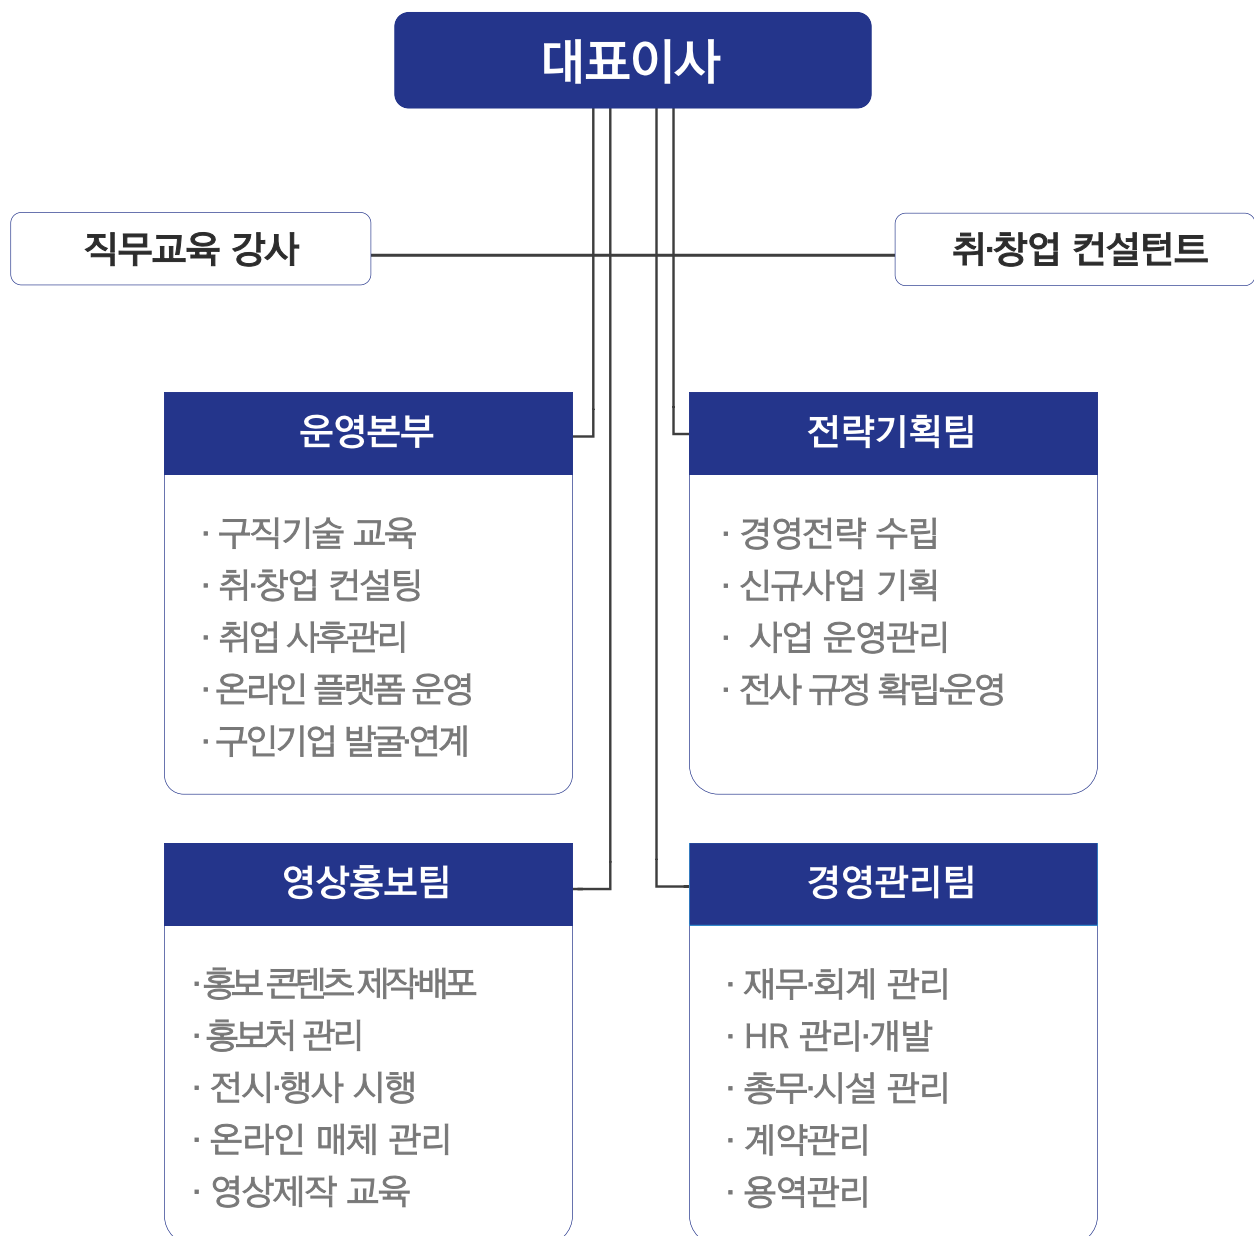 대표이사
직무교육 강사
취·창업 컨설턴트
운영본부
· 구직기술 교육
· 취·창업 컨설팅
· 취업 사후관리
· 온라인 플랫폼 운영
· 구인기업 발굴·연계
전략기획팀
· 경영전략 수립
· 신규사업 기획
· 사업 운영관리
· 전사 규정 확립·운영
영상홍보팀
· 홍보 콘텐츠 제작·배포
· 홍보처 관리
· 전시·행사 시행
· 온라인 매체 관리
· 영상제작 교육
경영관리팀
· 재무·회계 관리
· HR 관리·개발
· 총무·시설 관리
· 계약관리
· 용역관리